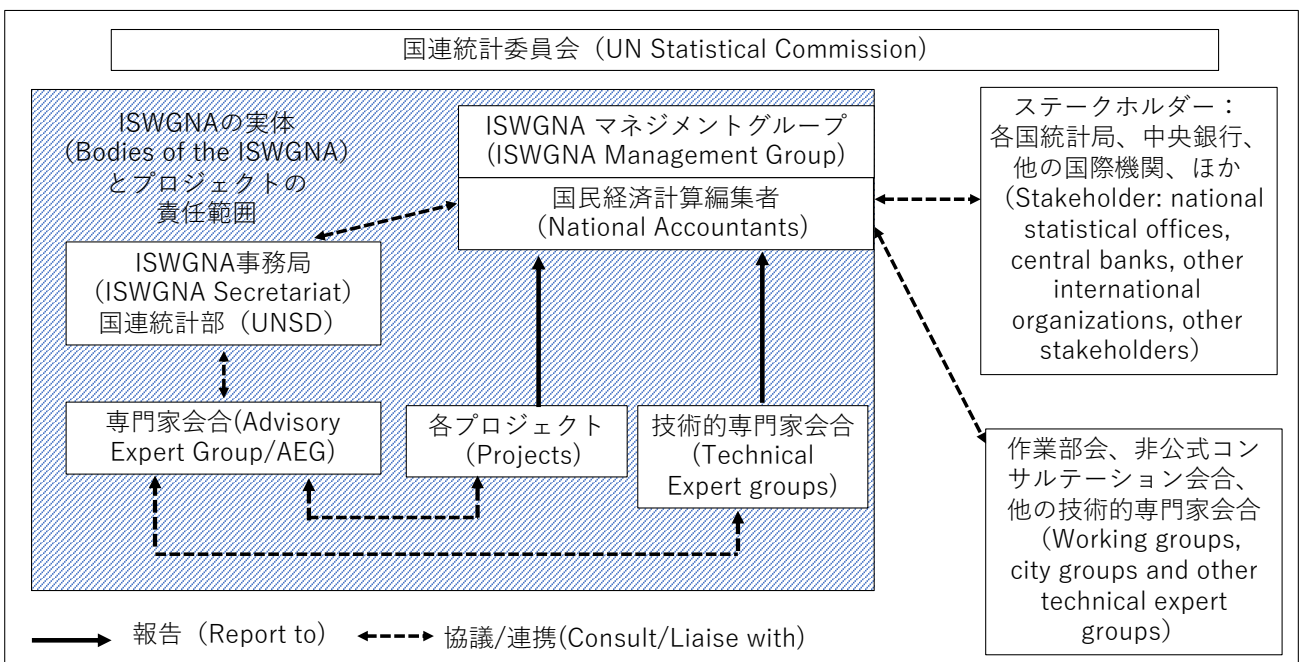 国連統計委員会（UN Statistical Commission）
ISWGNAの実体
(Bodies of the ISWGNA)
とプロジェクトの
責任範囲
ISWGNA マネジメントグループ
(ISWGNA Management Group)
国民経済計算編集者
(National Accountants)
ISWGNA事務局
（ISWGNA Secretariat）
国連統計部（UNSD）
専門家会合(Advisory
Expert Group/AEG)
各プロジェクト
（Projects）
技術的専門家会合
（Technical
Expert groups）
ステークホルダー：
各国統計局、中央銀行、
他の国際機関、ほか
（Stakeholder: national
statistical offices,
central banks, other
international
organizations, other
stakeholders）
作業部会、非公式コン
サルテーション会合、
他の技術的専門家会合
（Working groups,
city groups and other
technical expert
groups）
報告（Report to）
協議/連携(Consult/Liaise with)